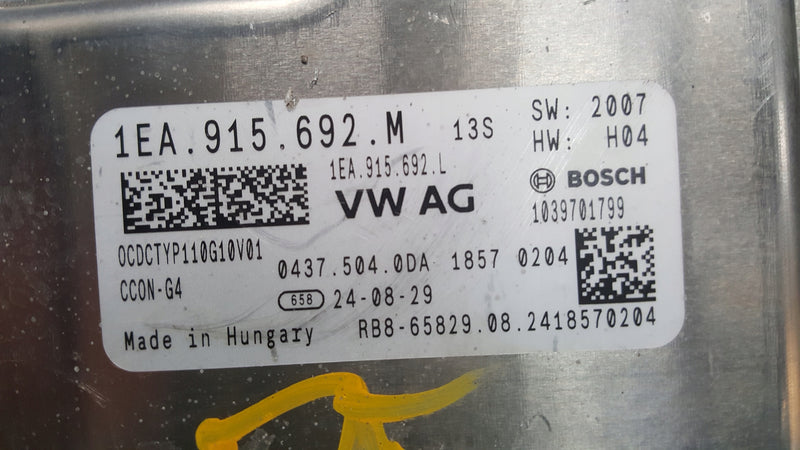 1EA.915.692.M 13S SW: 2007
HW: H04
1EA.915.692.L
VW AG
BOSCH
1039701799
OCDCTYP110G10V01
0437.504.0DA 1857 0204
CCON-G4
658 24-08-29
Made in Hungary RB8-65829.08.2418570204